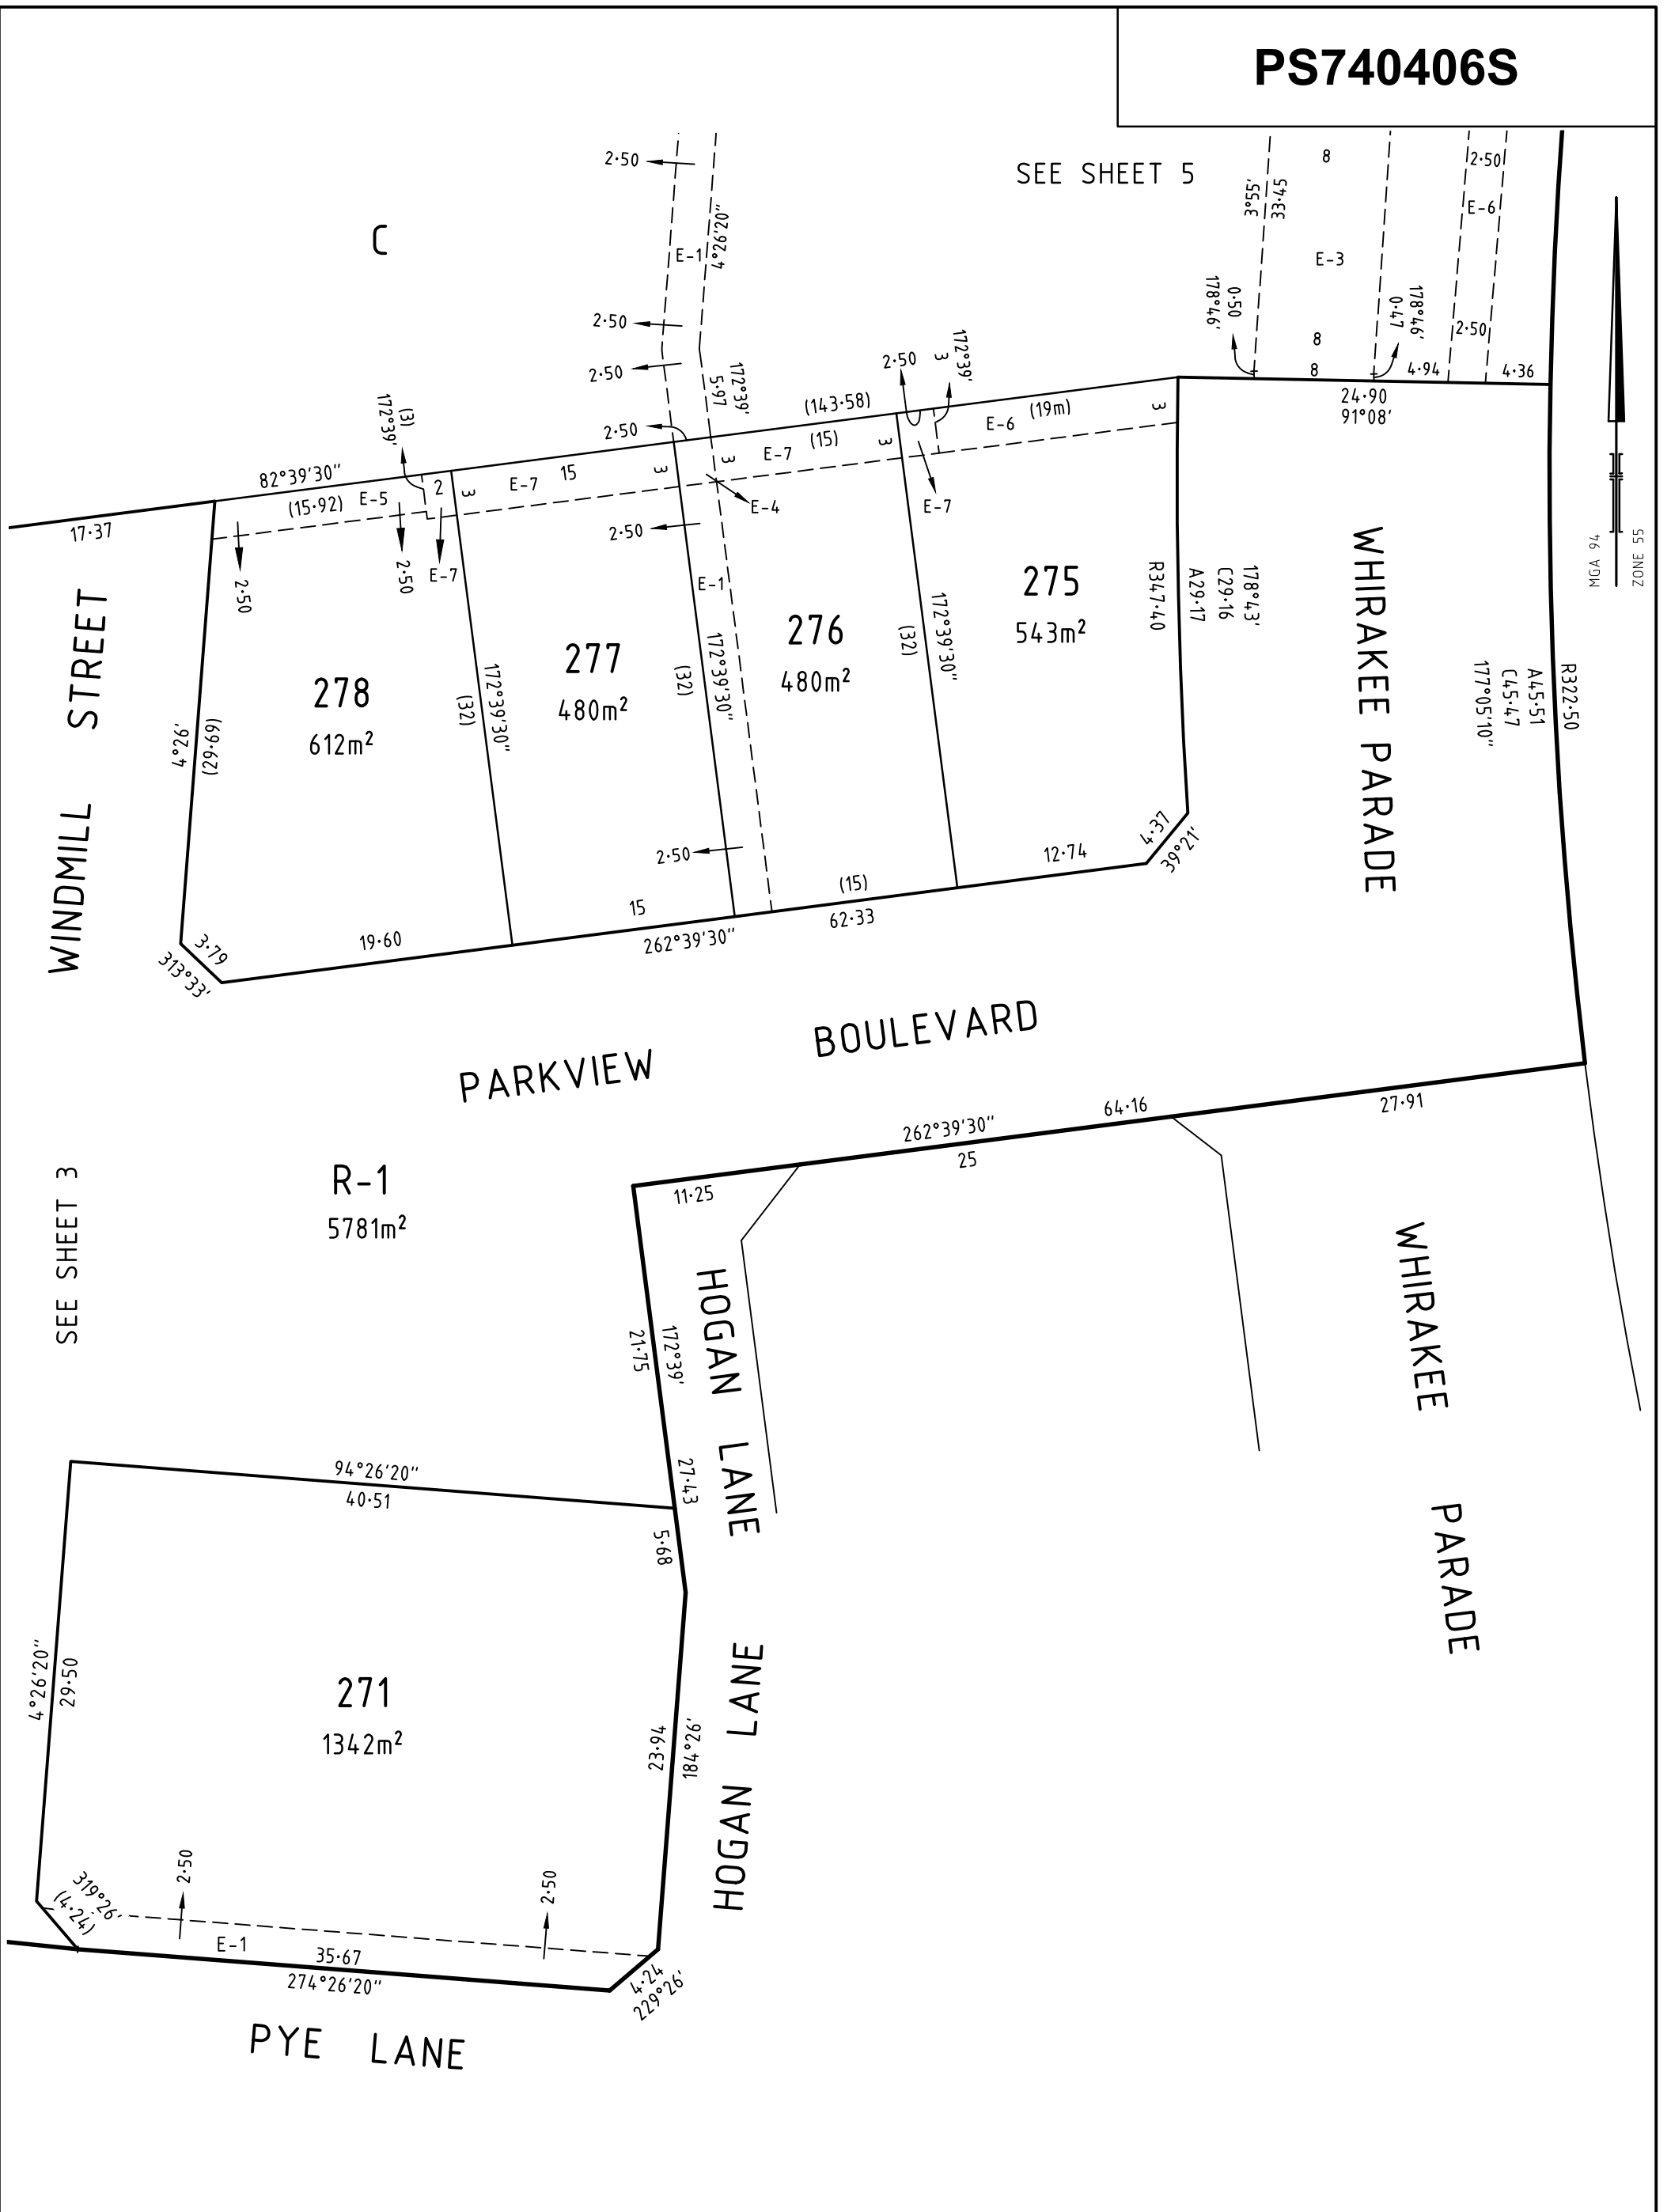 PS740406S
SEE SHEET 5
2·50
E-1
4°26'20"
C
2·50
2·50
5·97
172°39'
2·50
3°55'
33·45
8
E-3
8
8
2·50
E-6
2·50
178°46'
0·50
0·47
178°46'
4·94
4·36
24·90
91°08'
ZONE 55
MGA 94
17·37
82°39'30"
(143·58)
172°39'
(3)
2·50
3
172°39'
(15·92)
E-5
2
3
E-7
15
3
3
E-7
(15)
3
E-6
(19m)
3
E-4
E-7
E-7
2·50
2·50
2·50
E-1
2·50
WINDMILL STREET
4°26'
(29·69)
278
612m²
172°39'30"
(32)
277
480m²
172°39'30"
(32)
276
480m²
172°39'30"
(32)
275
543m²
R347·40
A29·17
C29·16
178°43'
WHIRAKEE PARADE
R322·50
A45·51
C45·47
177°05'10"
3·79
313°33'
19·60
15
(15)
12·74
4·37
39°21'
262°39'30"
62·33
PARKVIEW BOULEVARD
262°39'30"
64·16
11·25
25
27·91
SEE SHEET 3
R-1
5781m²
21·75
172°39'
27·43
5·68
HOGAN LANE
WHIRAKEE PARADE
94°26'20"
40·51
4°26'20"
29·50
271
1342m²
23·94
184°26'
HOGAN LANE
319°26'
(4·24)
2·50
2·50
E-1
35·67
274°26'20"
4·24
229°26'
PYE LANE